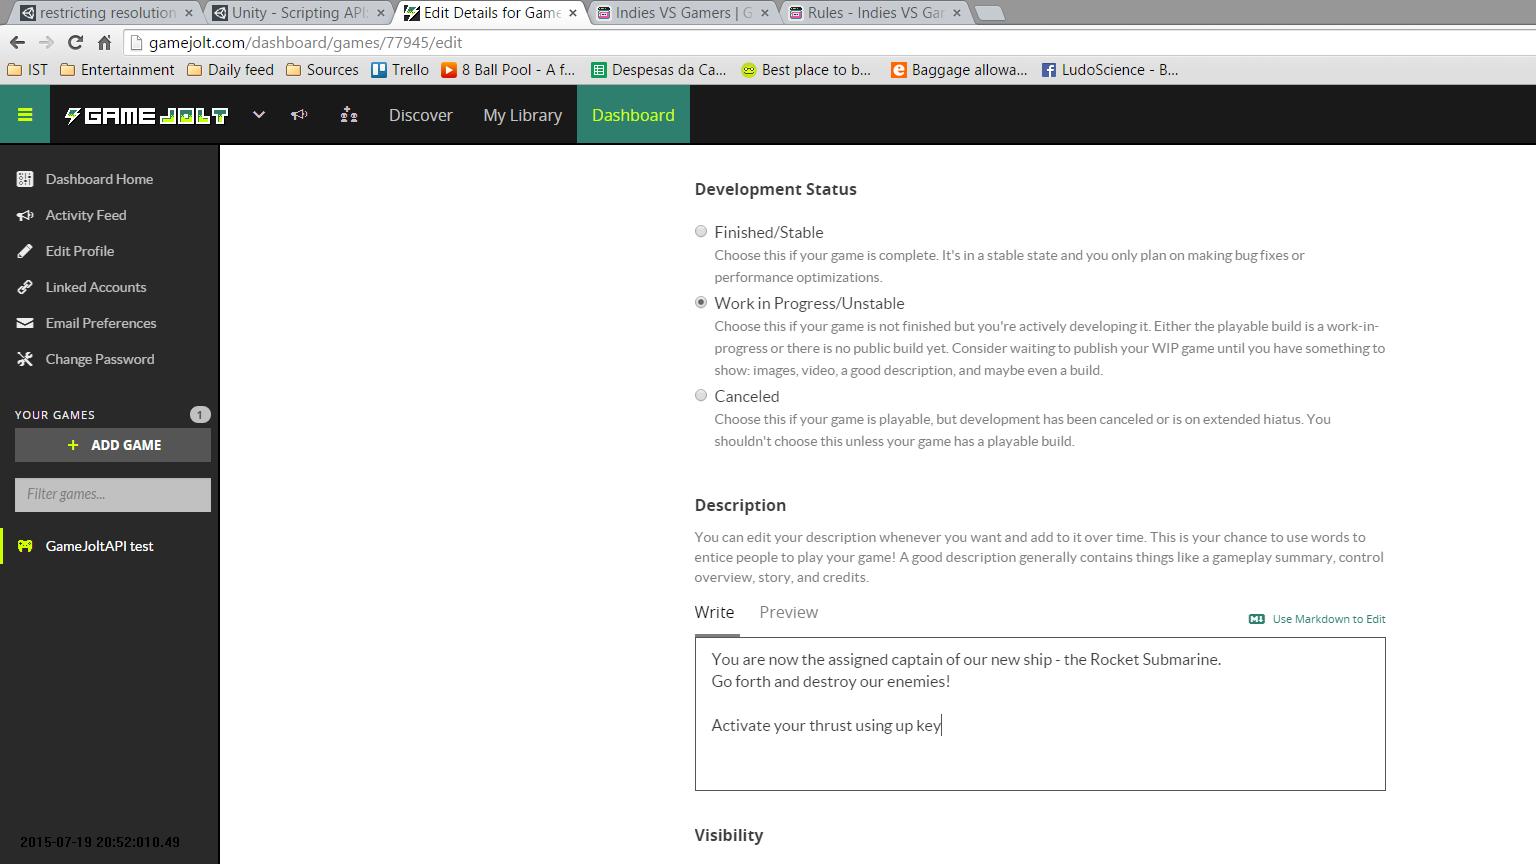 restricting resolution
Unity - Scripting API:
Edit Details for Game
Indies VS Gamers | G
Rules - Indies VS Gar
gamejolt.com/dashboard/games/77945/edit
IST
Entertainment
Daily feed
Sources
Trello
8 Ball Pool - A f...
Despesas da Ca...
Best place to b...
Baggage allowa...
LudoScience - B...
GAME JOLT
Discover
My Library
Dashboard
Dashboard Home
Activity Feed
Edit Profile
Linked Accounts
Email Preferences
Change Password
YOUR GAMES 1
+ ADD GAME
Filter games...
GameJoltAPI test
2015-07-19 20:52:010.49
Development Status
Finished/Stable
Choose this if your game is complete. It's in a stable state and you only plan on making bug fixes or
performance optimizations.
Work in Progress/Unstable
Choose this if your game is not finished but you're actively developing it. Either the playable build is a work-in-
progress or there is no public build yet. Consider waiting to publish your WIP game until you have something to
show: images, video, a good description, and maybe even a build.
Canceled
Choose this if your game is playable, but development has been canceled or is on extended hiatus. You
shouldn't choose this unless your game has a playable build.
Description
You can edit your description whenever you want and add to it over time. This is your chance to use words to
entice people to play your game! A good description generally contains things like a gameplay summary, control
overview, story, and credits.
Write
Preview
Use Markdown to Edit
You are now the assigned captain of our new ship - the Rocket Submarine.
Go forth and destroy our enemies!
Activate your thrust using up key
Visibility